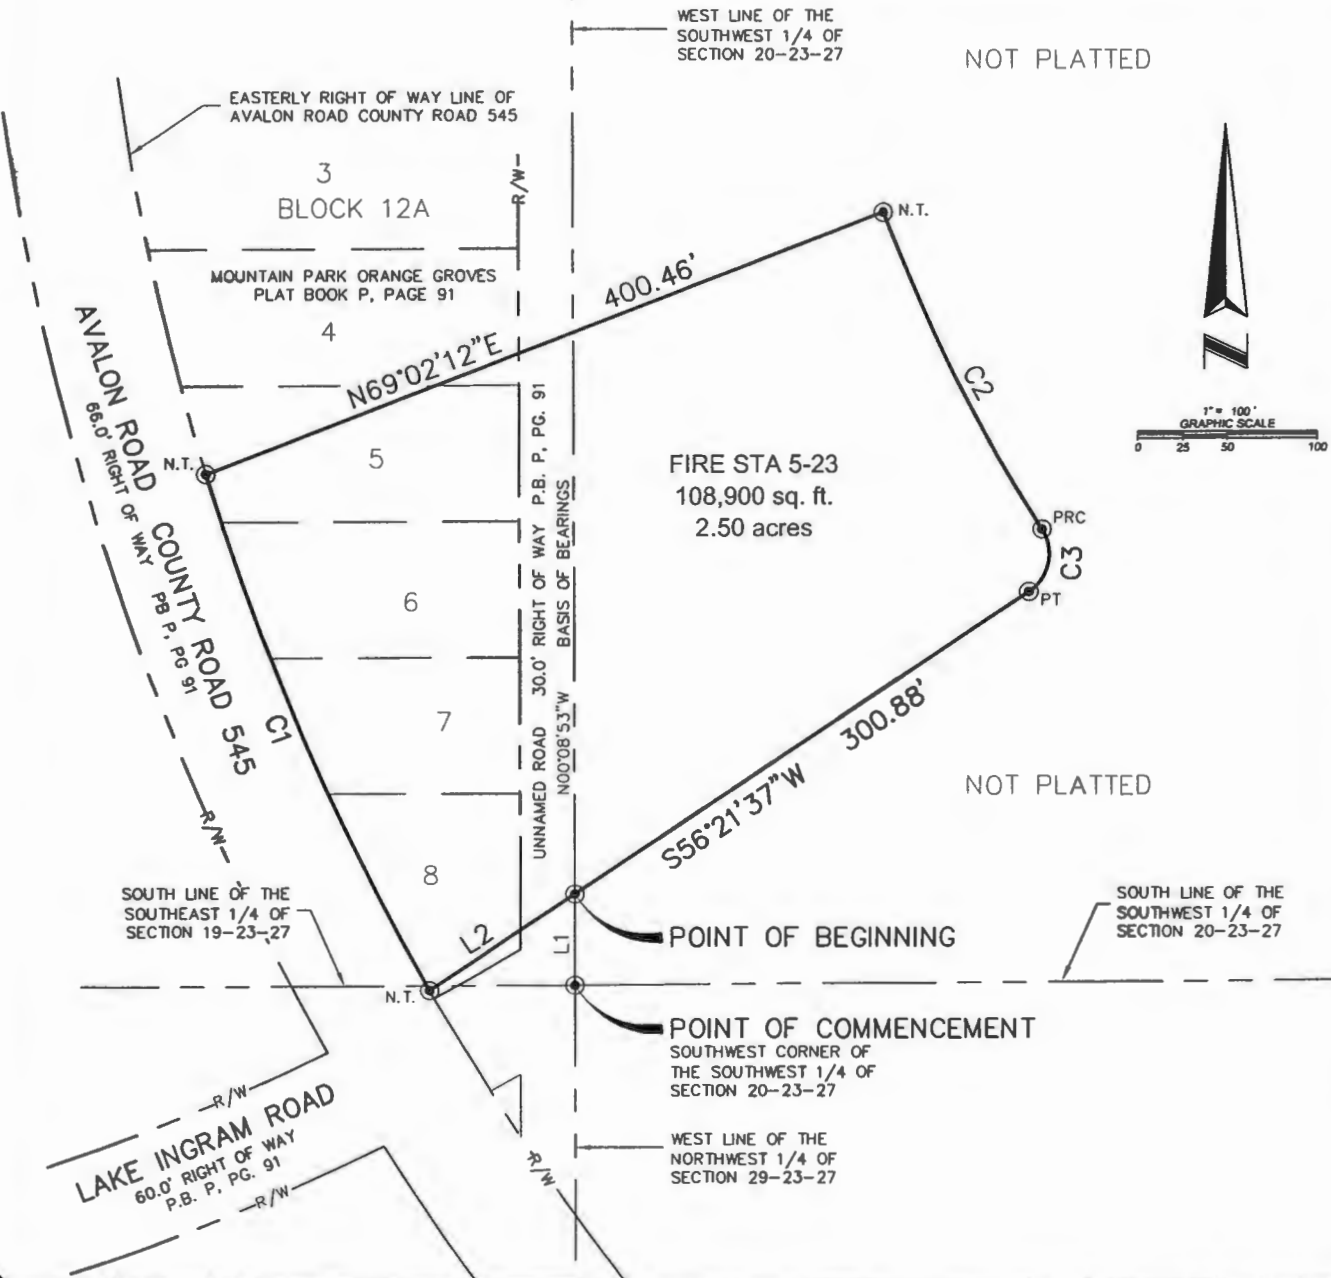 WEST LINE OF THE
SOUTHWEST 1/4 OF
SECTION 20-23-27
NOT PLATTED
EASTERLY RIGHT OF WAY LINE OF
AVALON ROAD COUNTY ROAD 545
3
BLOCK 12A
R/W
N.T.
MOUNTAIN PARK ORANGE GROVES
PLAT BOOK P, PAGE 91
4
400.46'
N69°02'12"E
C2
1" = 100'
GRAPHIC SCALE
0 25 50 100
AVALON ROAD COUNTY ROAD 545
66.0' RIGHT OF WAY PB P, PG 91
N.T.
5
FIRE STA 5-23
108,900 sq. ft.
2.50 acres
PRC
C3
PT
6
UNNAMED ROAD 30.0' RIGHT OF WAY P.B. P, PG. 91
N00°08'53"W BASIS OF BEARINGS
C1
7
300.88'
S56°21'37"W
NOT PLATTED
R/W
8
SOUTH LINE OF THE
SOUTHEAST 1/4 OF
SECTION 19-23-27
SOUTH LINE OF THE
SOUTHWEST 1/4 OF
SECTION 20-23-27
L2
L1
POINT OF BEGINNING
N.T.
POINT OF COMMENCEMENT
SOUTHWEST CORNER OF
THE SOUTHWEST 1/4 OF
SECTION 20-23-27
R/W
LAKE INGRAM ROAD
60.0' RIGHT OF WAY
P.B. P, PG. 91
R/W
R/W
WEST LINE OF THE
NORTHWEST 1/4 OF
SECTION 29-23-27